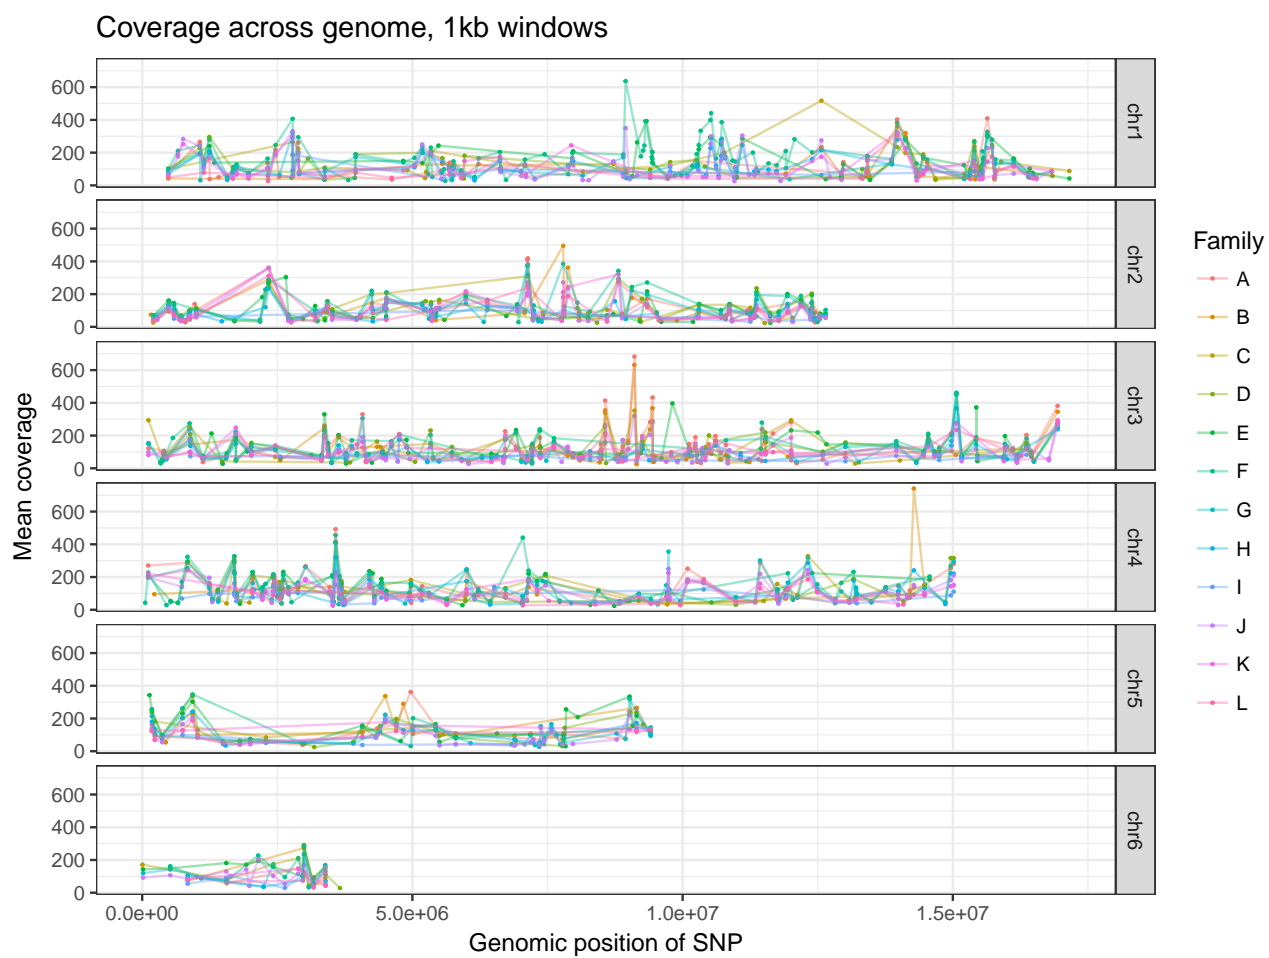 Coverage across genome, 1kb windows
Mean coverage
600
400
200
0
chr1
600
400
200
0
chr2
600
400
200
0
chr3
600
400
200
0
chr4
600
400
200
0
chr5
600
400
200
0
chr6
0.0e+00
5.0e+06
1.0e+07
1.5e+07
Genomic position of SNP
Family
A
B
C
D
E
F
G
H
I
J
K
L